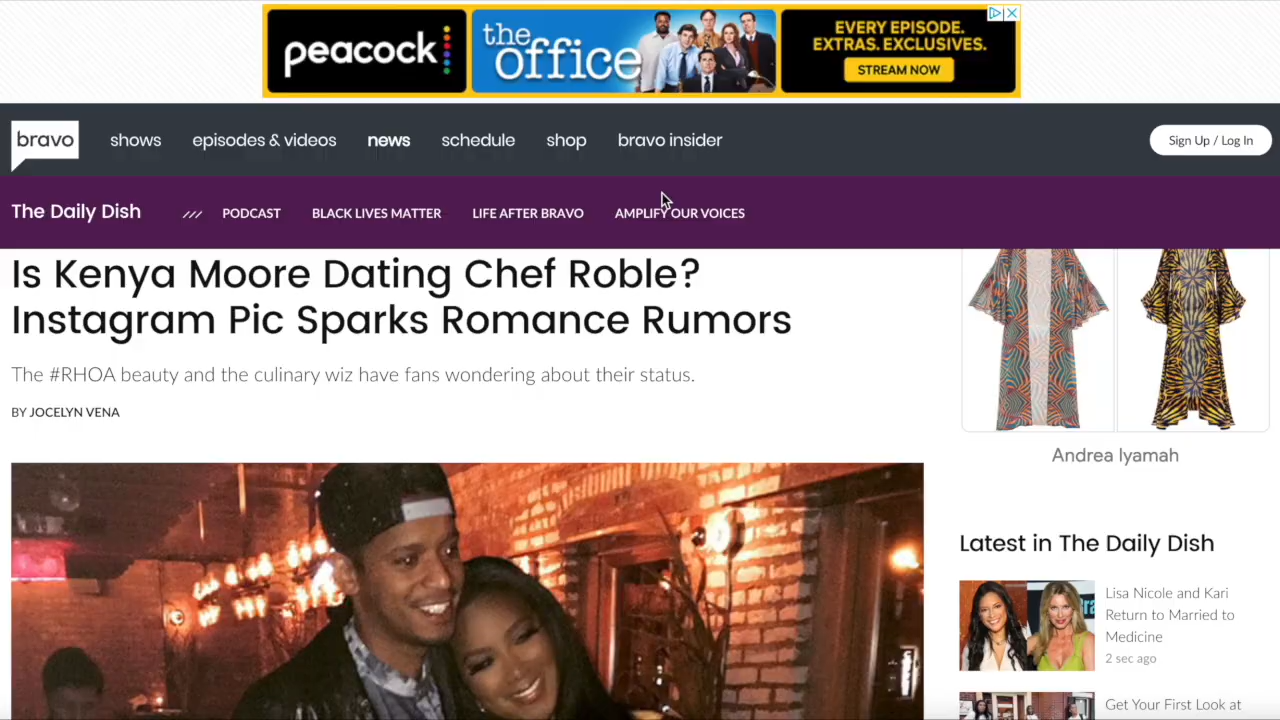 peacock
the
office
EVERY EPISODE.
EXTRAS. EXCLUSIVES.
STREAM NOW
bravo shows episodes & videos news schedule shop bravo insider Sign Up / Log In
The Daily Dish PODCAST BLACK LIVES MATTER LIFE AFTER BRAVO AMPLIFY OUR VOICES
Is Kenya Moore Dating Chef Roble?
Instagram Pic Sparks Romance Rumors
The #RHOA beauty and the culinary wiz have fans wondering about their status.
BY JOCELYN VENA
Andrea Iyamah
Latest in The Daily Dish
Lisa Nicole and Kari
Return to Married to
Medicine
2 sec ago
Get Your First Look at